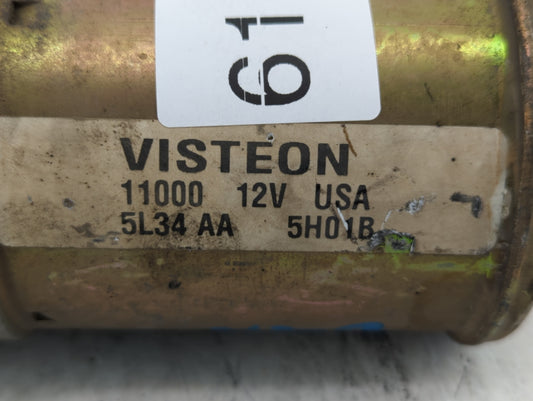 61
VISTEON
11000 12V USA
5L34 AA 5H01B